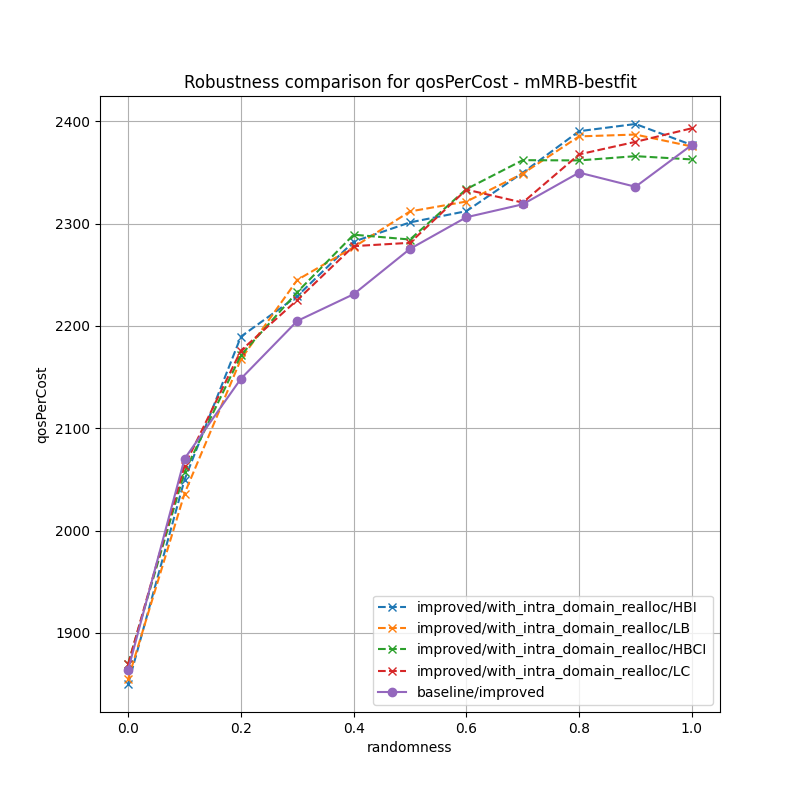 Robustness comparison for qosPerCost - mMRB-bestfit
2400
2300
2200
2100
2000
1900
qosPerCost
improved/with_intra_domain_realloc/HBI
improved/with_intra_domain_realloc/LB
improved/with_intra_domain_realloc/HBCI
improved/with_intra_domain_realloc/LC
baseline/improved
0.0 0.2 0.4 0.6 0.8 1.0
randomness